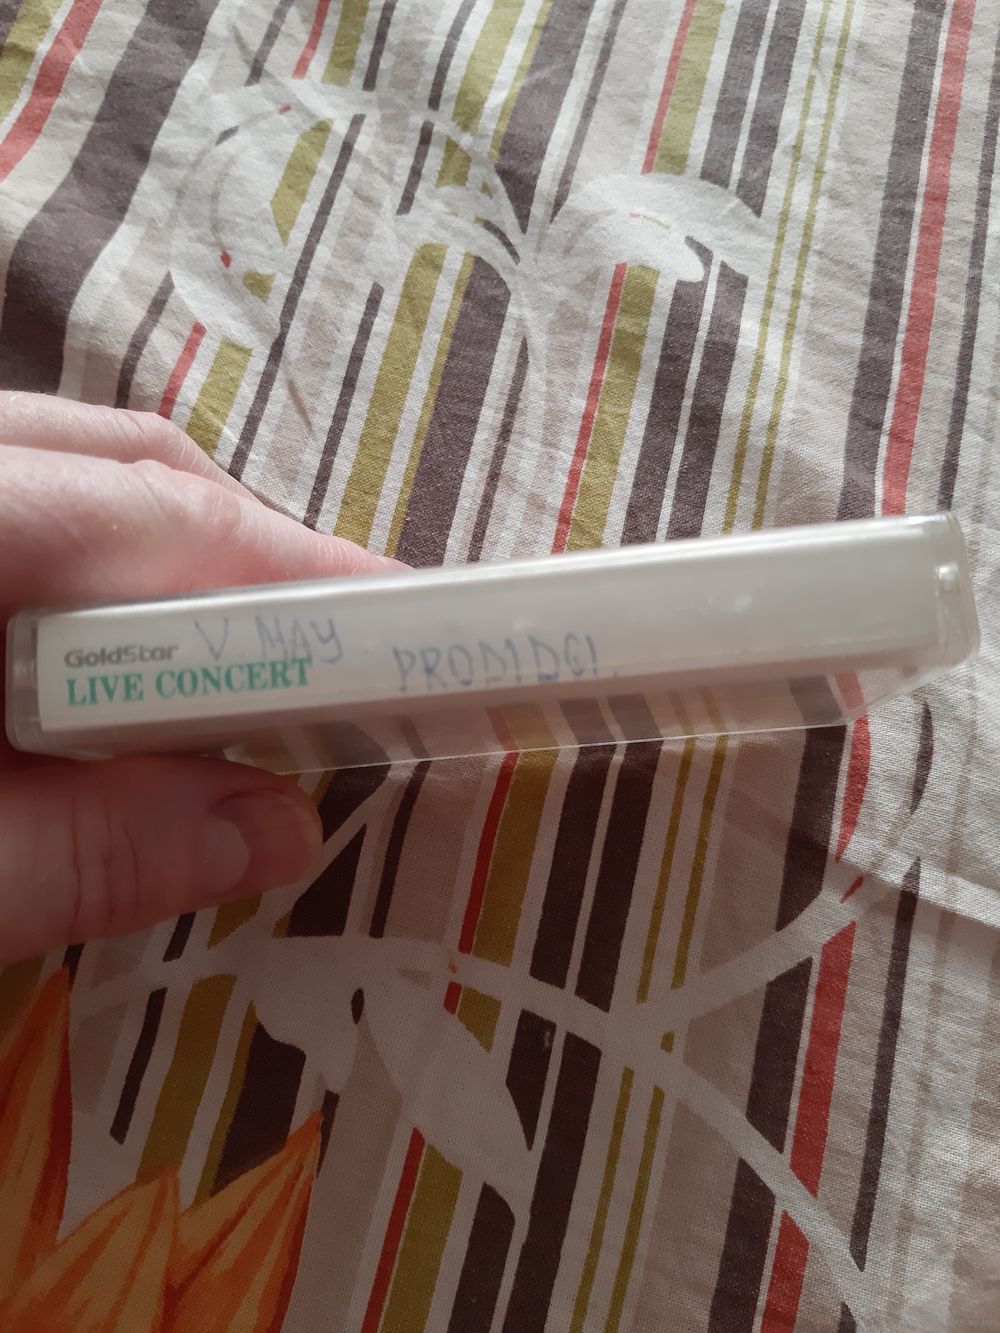 GoldStar V MAY
LIVE CONCERT PRODIDGI.